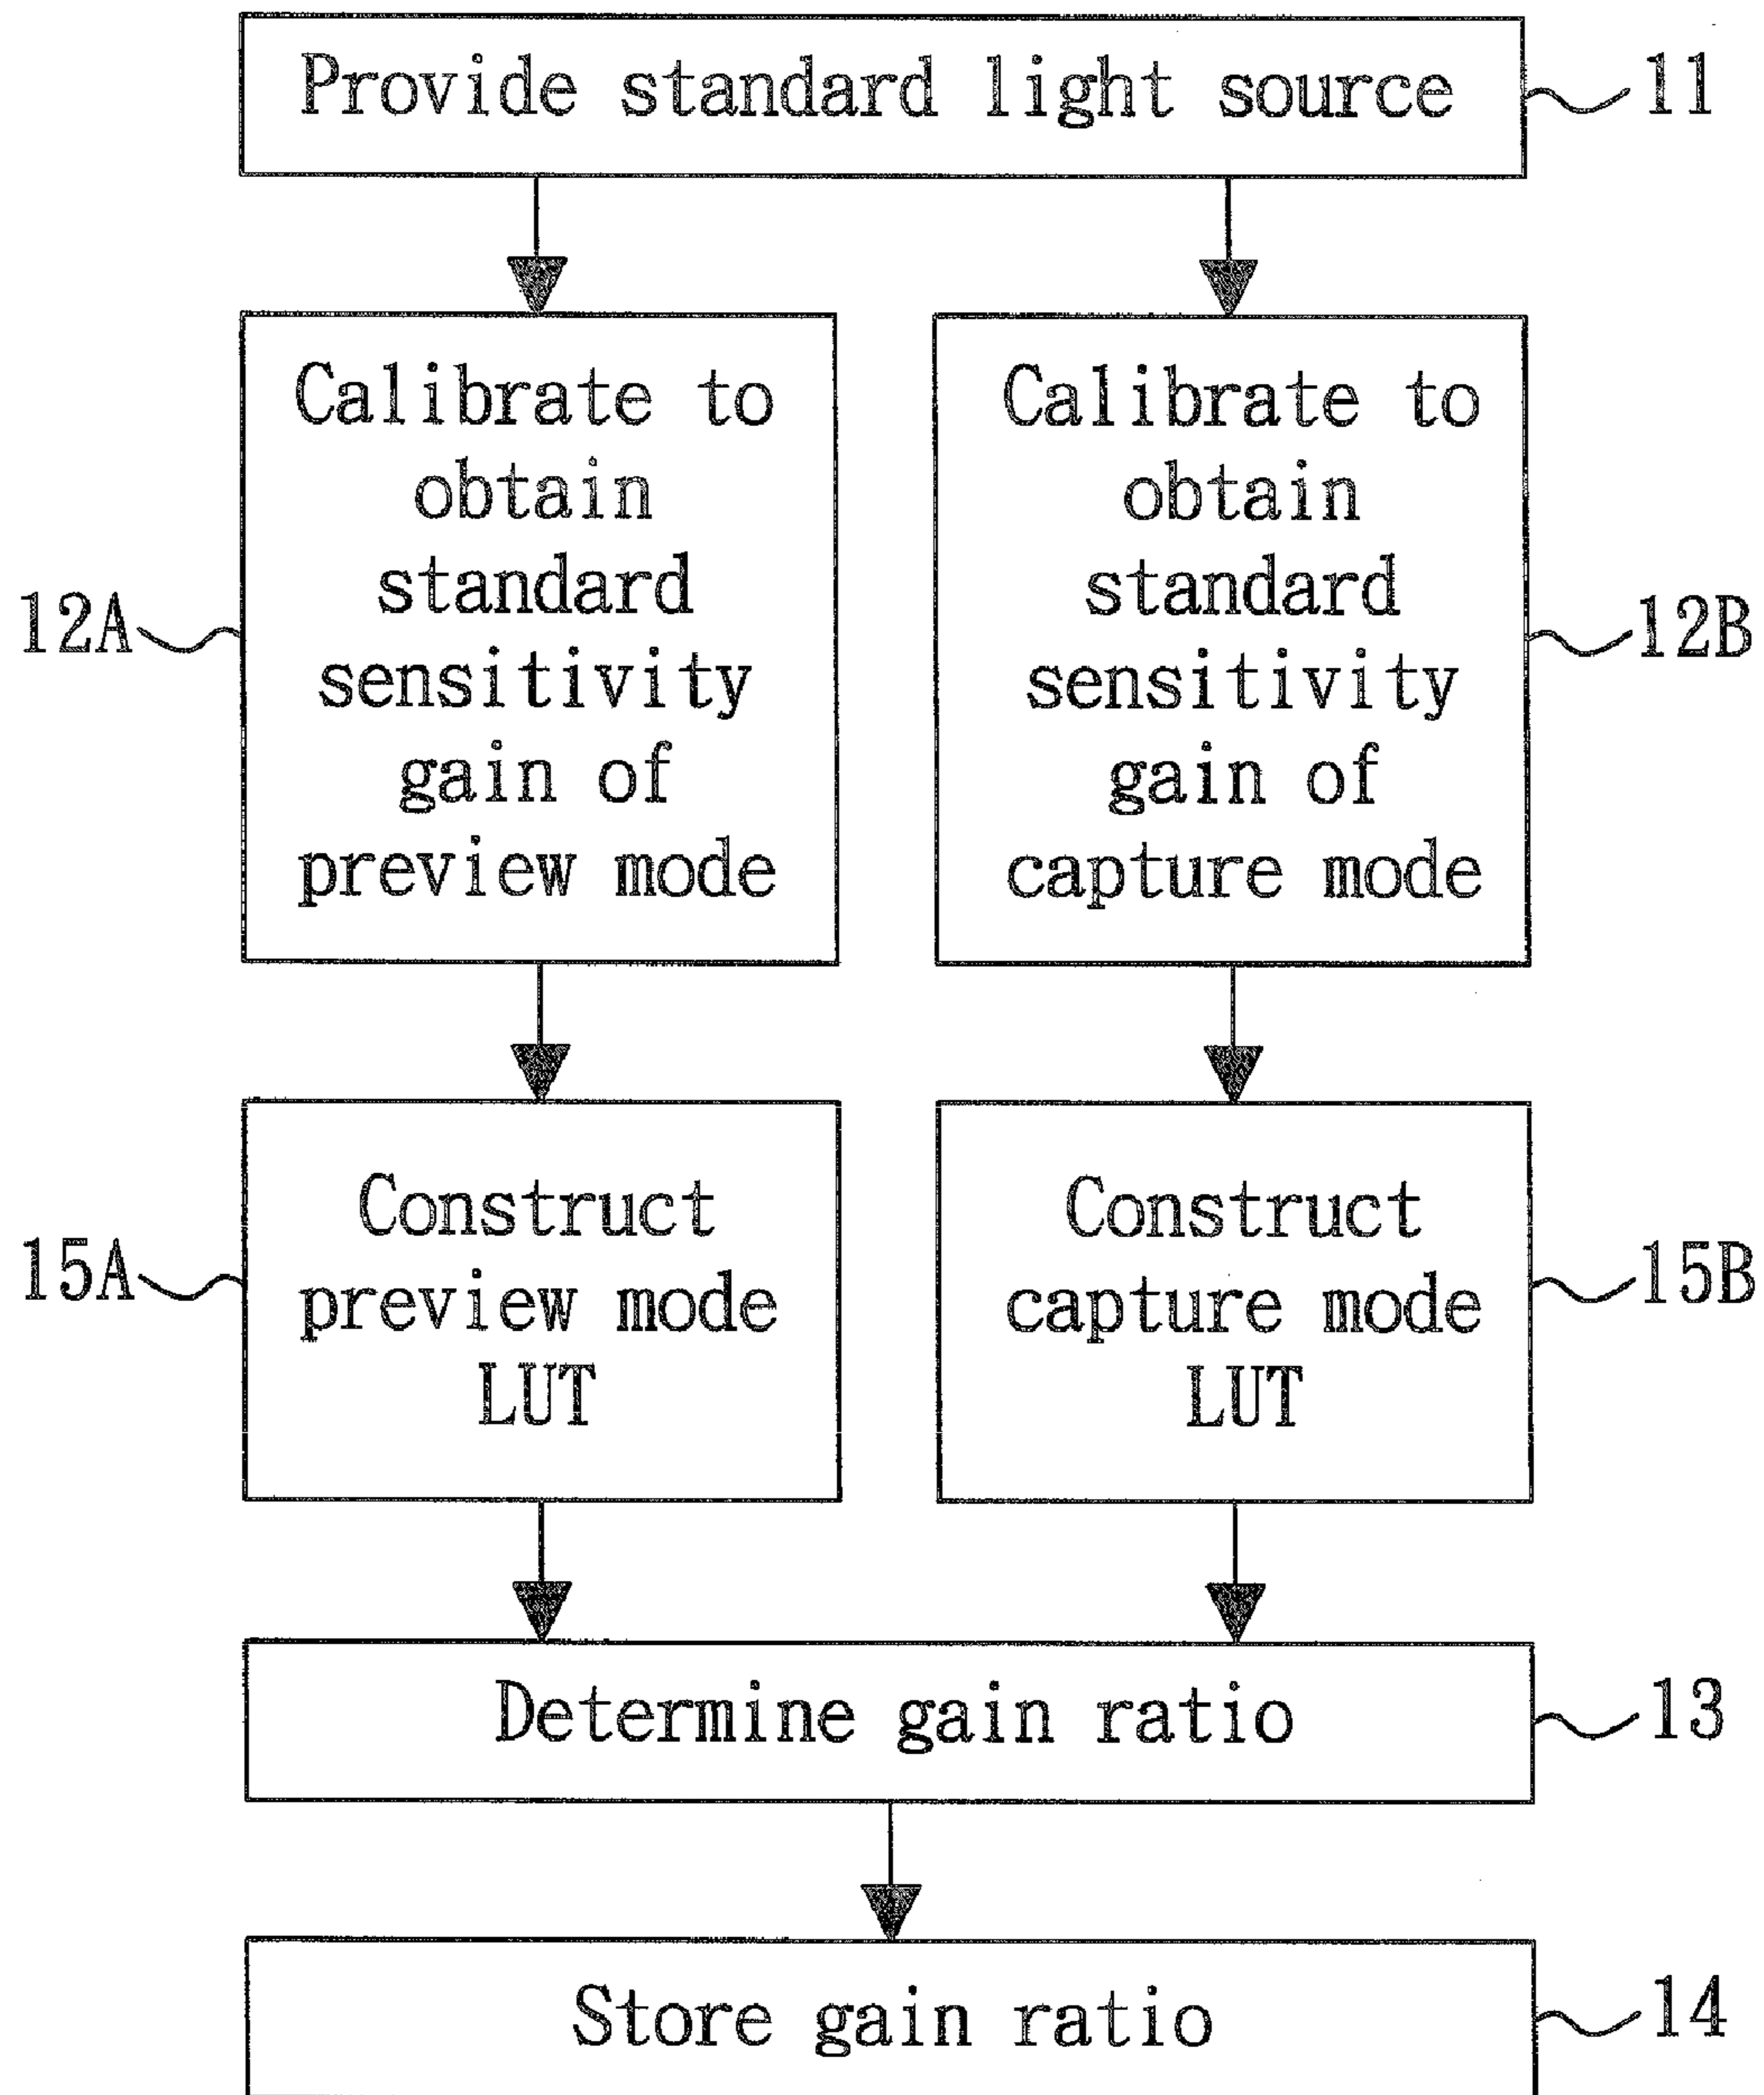 Provide standard light source
11
Calibrate to
obtain
standard
sensitivity
gain of
preview mode
12A
Calibrate to
obtain
standard
sensitivity
gain of
capture mode
12B
Construct
preview mode
LUT
15A
Construct
capture mode
LUT
15B
Determine gain ratio
13
Store gain ratio
14